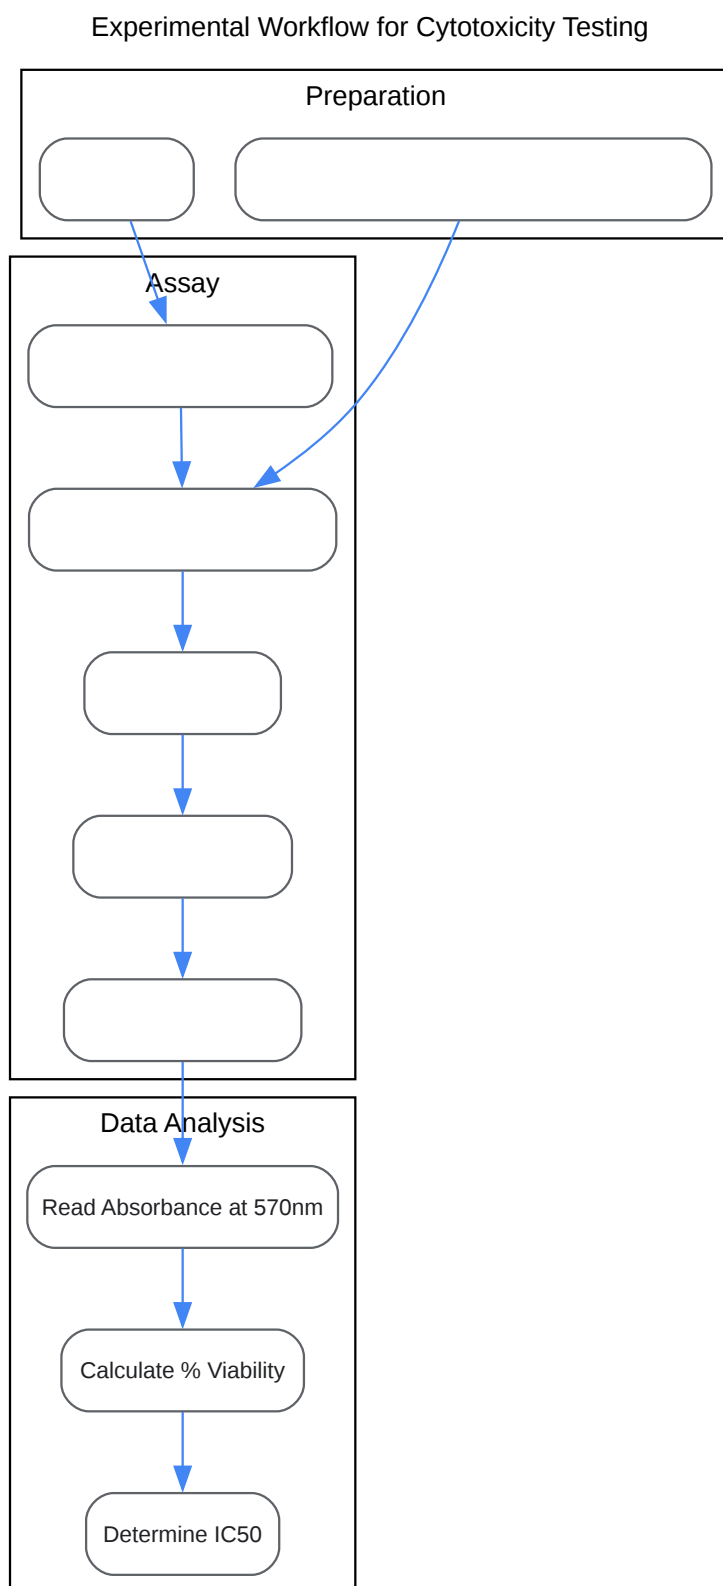 Experimental Workflow for Cytotoxicity Testing
Preparation
Assay
Data Analysis
Read Absorbance at 570nm
Calculate % Viability
Determine IC50